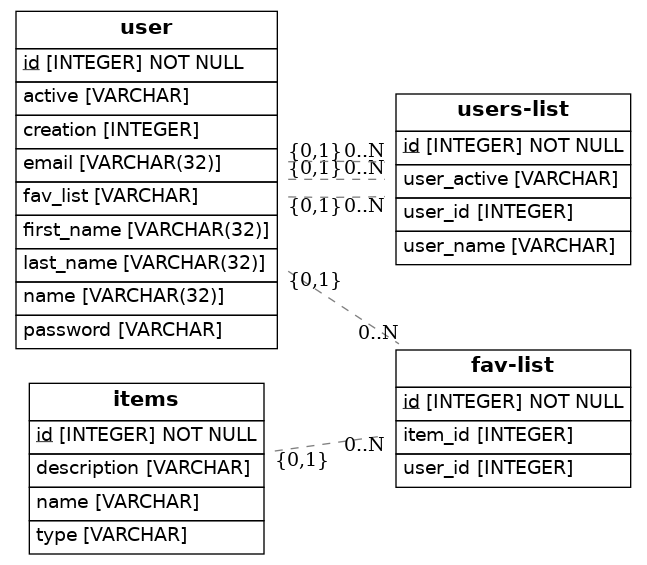 user
id [INTEGER] NOT NULL
active [VARCHAR]
creation [INTEGER]
email [VARCHAR(32)]
fav_list [VARCHAR]
first_name [VARCHAR(32)]
last_name [VARCHAR(32)]
name [VARCHAR(32)]
password [VARCHAR]
{0,1} 0..N
{0,1} 0..N
{0,1} 0..N
users-list
id [INTEGER] NOT NULL
user_active [VARCHAR]
user_id [INTEGER]
user_name [VARCHAR]
{0,1}
0..N
items
id [INTEGER] NOT NULL
description [VARCHAR]
name [VARCHAR]
type [VARCHAR]
{0,1}
0..N
fav-list
id [INTEGER] NOT NULL
item_id [INTEGER]
user_id [INTEGER]